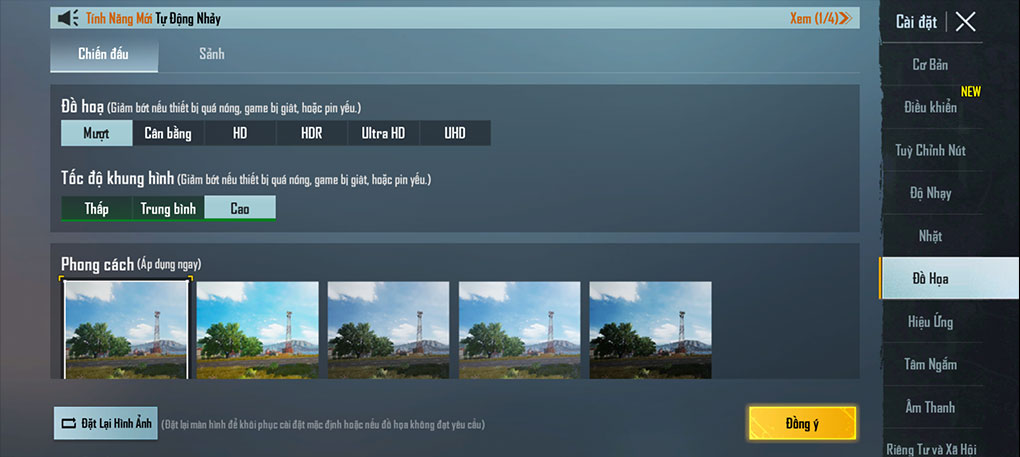 Tính Năng Mới Tự Động Nhảy
Xem (1/4)
Cài đặt
Chiến đấu
Sảnh
Cơ Bản
NEW
Điều khiển
Đồ hoạ (Giảm bớt nếu thiết bị quá nóng, game bị giât, hoặc pin yếu.)
Mượt
Cân bằng
HD
HDR
Ultra HD
UHD
Tuỳ Chỉnh Nút
Tốc độ khung hình (Giảm bớt nếu thiết bị quá nóng, game bị giât, hoặc pin yếu.)
Thấp
Trung bình
Cao
Độ Nhạy
Nhặt
Phong cách (Áp dụng ngay)
Đồ Họa
Hiệu Ứng
Tâm Ngắm
Âm Thanh
Đặt Lại Hình Ảnh
(Đặt lại màn hình để khôi phục cài đặt mặc định hoặc nếu đồ họa không đạt yêu cầu)
Đồng ý
Riêng Tư và Xã Hội